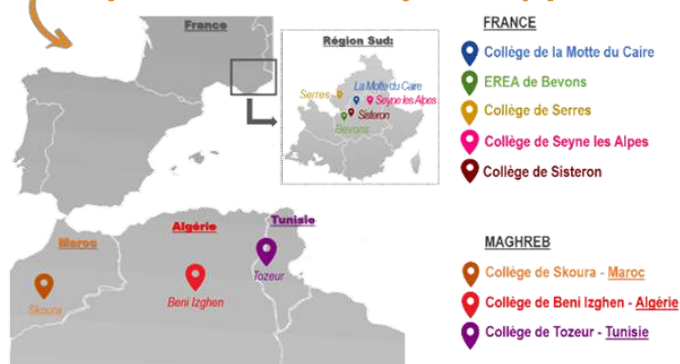 France
Région Sud:
Serres
La Motte du Caire
Seyne les Alpes
Sisteron
Bevons
Maroc
Skoura
Algérie
Beni Izghen
Tunisie
Tozeur
FRANCE
Collège de la Motte du Caire
EREA de Bevons
Collège de Serres
Collège de Seyne les Alpes
Collège de Sisteron
MAGHREB
Collège de Skoura - Maroc
Collège de Beni Izghen - Algérie
Collège de Tozeur - Tunisie